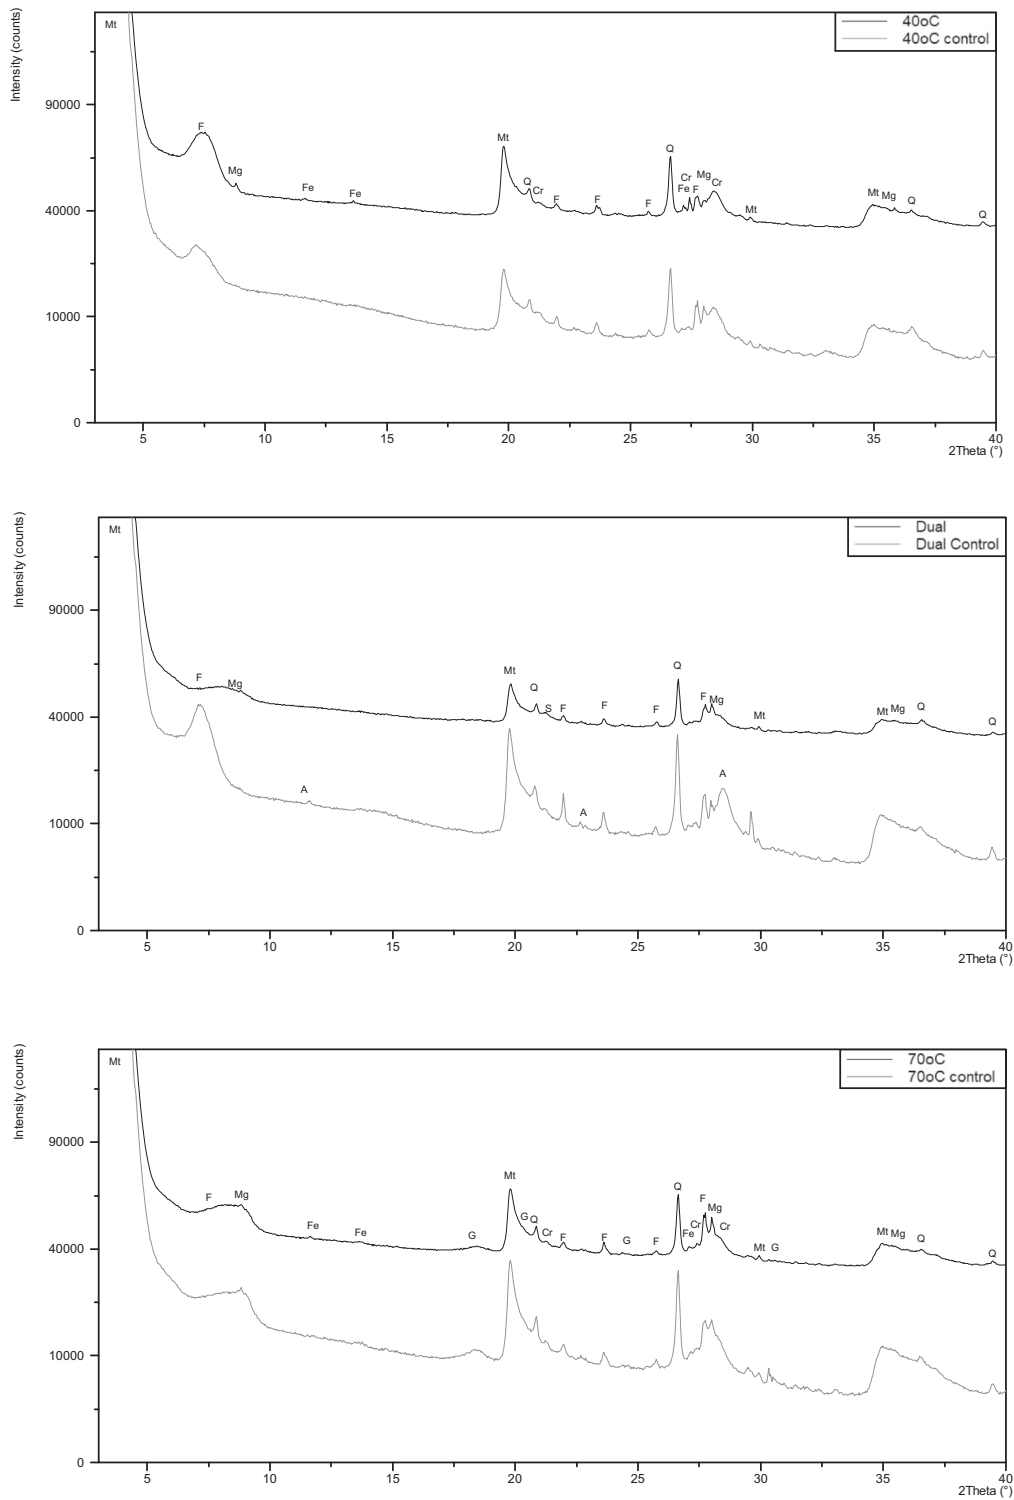 Intensity (counts)
Mt
40oC
40oC control
90000
F
Mt
Q
Mg
Fe
Fe
Q
Cr
F
F
F
Cr
Fe
F
Mg
Cr
Mt
Mt
Mg
Q
Q
40000
10000
0
5
10
15
20
25
30
35
40
2Theta (°)
Intensity (counts)
Mt
Dual
Dual Control
90000
F
Mg
Mt
Q
S
F
F
F
Q
F
Mg
Mt
Mt
Mg
Q
Q
40000
A
A
A
10000
0
5
10
15
20
25
30
35
40
2Theta (°)
Intensity (counts)
Mt
70oC
70oC control
90000
F
Mg
Fe
Fe
G
Mt
G
Q
Cr
F
F
G
F
Q
Fe
Cr
F
Mg
Cr
Mt
G
Mt
Mg
Q
Q
40000
10000
0
5
10
15
20
25
30
35
40
2Theta (°)